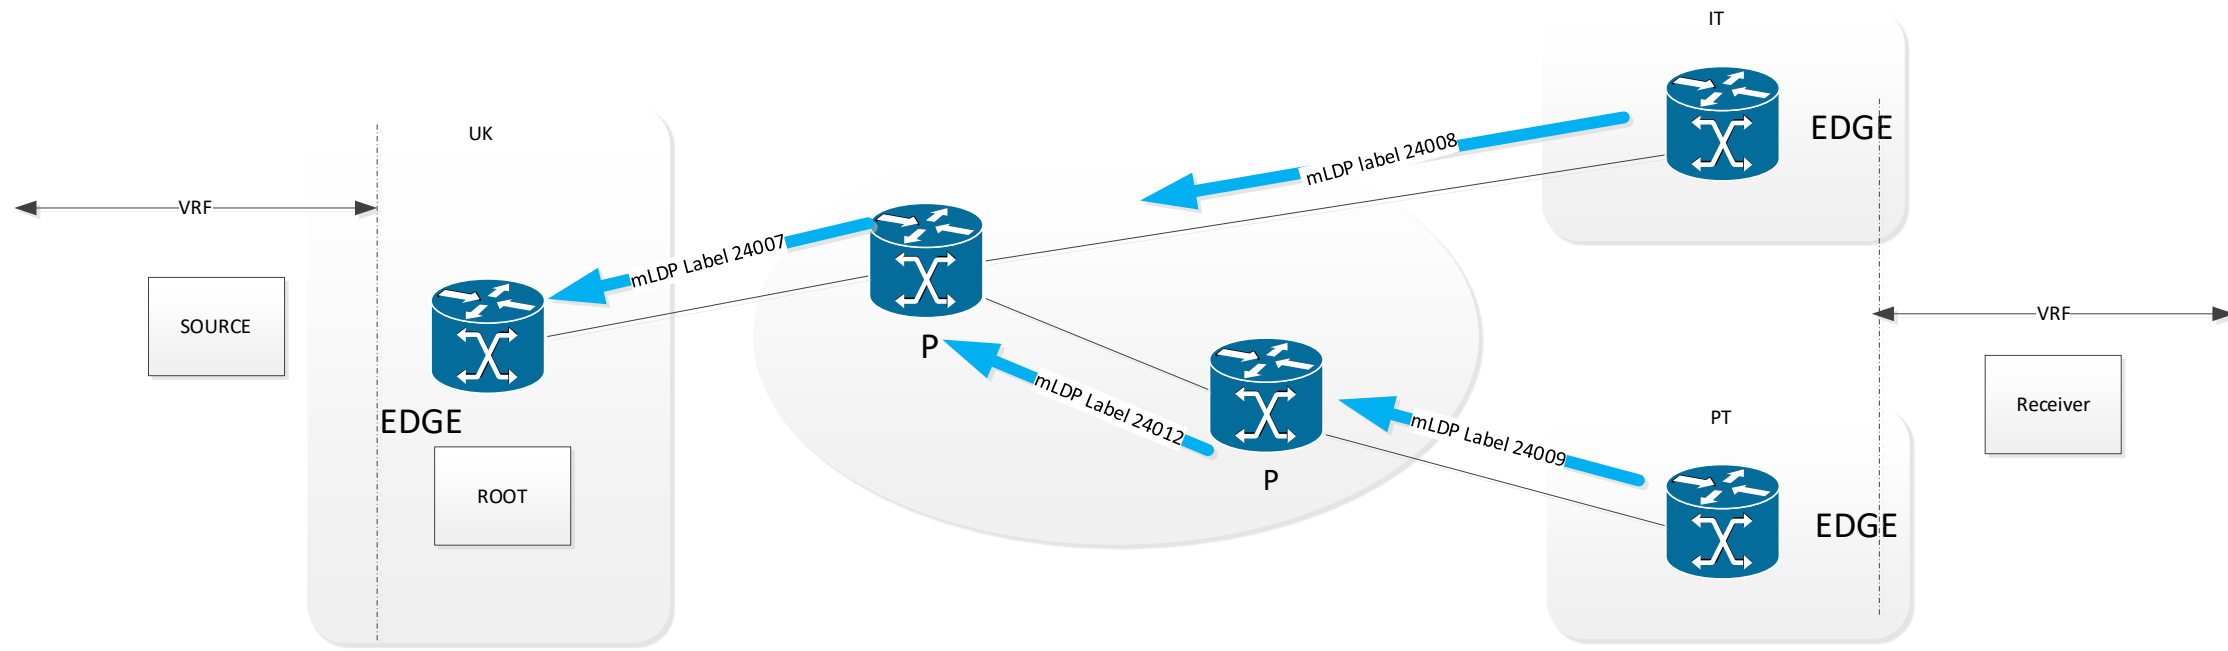 IT
EDGE
mLDP label 24008
UK
VRF
mLDP Label 24007
SOURCE
EDGE
ROOT
P
mLDP Label 24012
P
mLDP Label 24009
PT
EDGE
VRF
Receiver